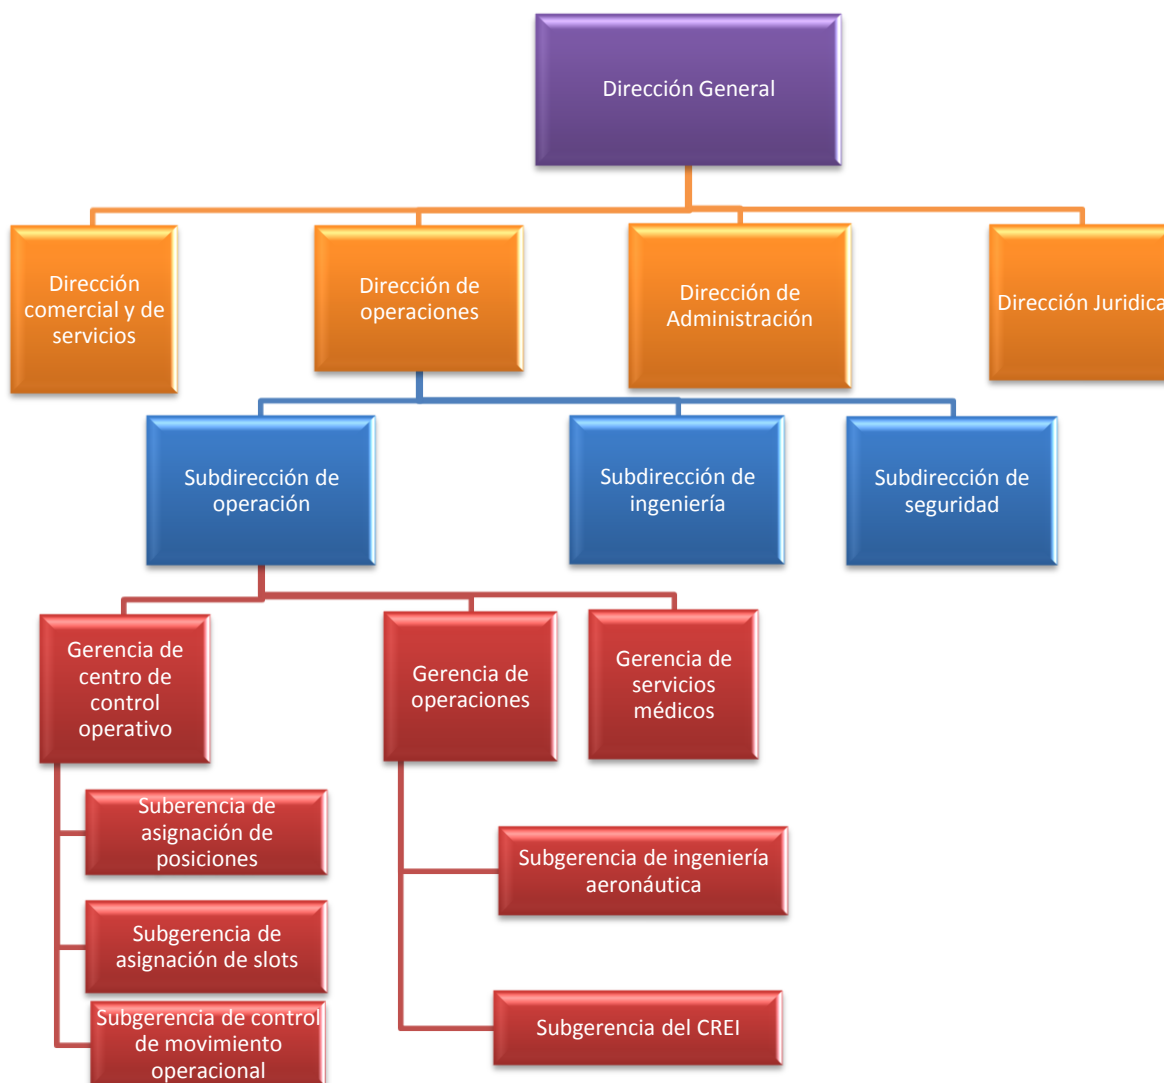 Dirección General
Dirección
comercial y de
servicios
Dirección de
operaciones
Dirección de
Administración
Dirección Juridica
Subdirección de
operación
Subdirección de
ingeniería
Subdirección de
seguridad
Gerencia de
centro de
control
operativo
Gerencia de
operaciones
Gerencia de
servicios
médicos
Suberencia de
asignación de
posiciones
Subgerencia de
asignación de slots
Subgerencia de control
de movimiento
operacional
Subgerencia de ingeniería
aeronáutica
Subgerencia del CREI